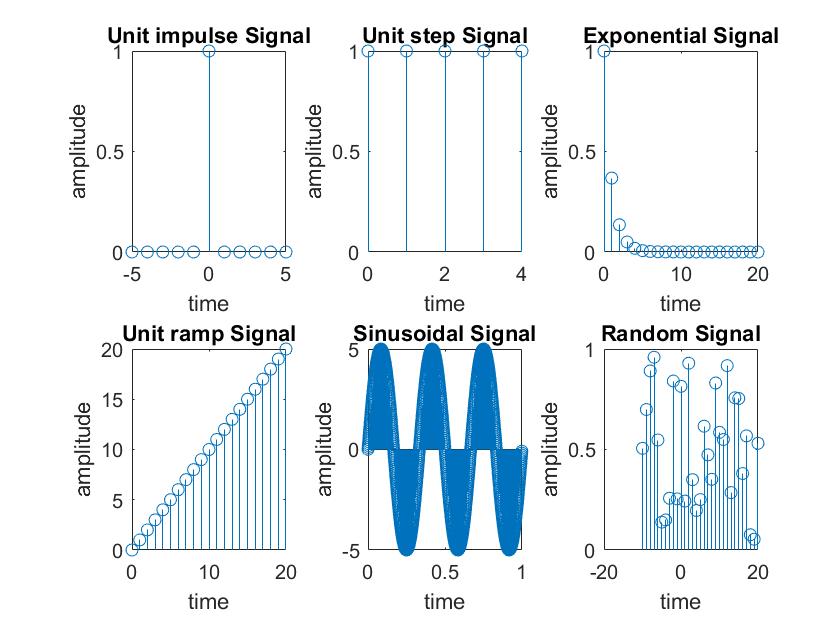 Unit impulse Signal
1
0.5
0
amplitude
-5 0 5
time
Unit step Signal
1
0.5
0
amplitude
0 2 4
time
Exponential Signal
1
0.5
0
amplitude
0 10 20
time
Unit ramp Signal
20
15
10
5
0
amplitude
0 10 20
time
Sinusoidal Signal
5
0
-5
amplitude
0 0.5 1
time
Random Signal
1
0.5
0
amplitude
-20 0 20
time